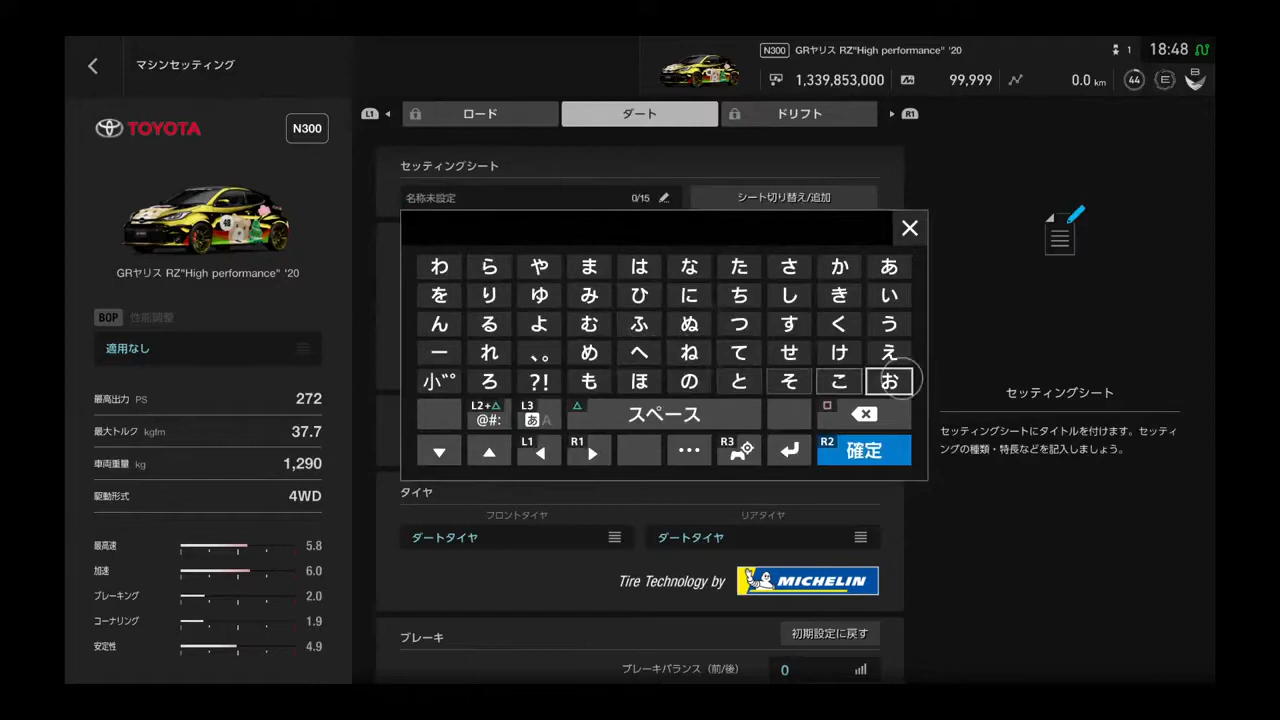 マシンセッティング
N300 GRヤリス RZ"High performance" '20
1 18:48
1,339,853,000 99,999 0.0 km 44 E B
TOYOTA N300
GRヤリス RZ"High performance" '20
BOP 性能調整
適用なし
最高出力 PS 272
最大トルク kgfm 37.7
車両重量 kg 1,290
駆動形式 4WD
最高速 5.8
加速 6.0
ブレーキング 2.0
コーナリング 1.9
安定性 4.9
L1 ロード ダート ドリフト R1
セッティングシート
名称未設定 0/15 シート切り替え/追加
わ ら や ま は な た さ か あ
を り ゆ み ひ に ち し き い
ん る よ む ふ ぬ つ す く う
ー れ 、。 め へ ね て せ け え
小゛゜ ろ ?! も ほ の と そ こ お
L2+△ @#: L3 あA △ スペース □
▼ ▲ L1 ◀ R1 ▶ … R3 R2 確定
タイヤ
フロントタイヤ リアタイヤ
ダートタイヤ ダートタイヤ
Tire Technology by MICHELIN
ブレーキ 初期設定に戻す
ブレーキバランス（前/後） 0
セッティングシート
セッティングシートにタイトルを付けます。セッティ
ングの種類・特長などを記入しましょう。